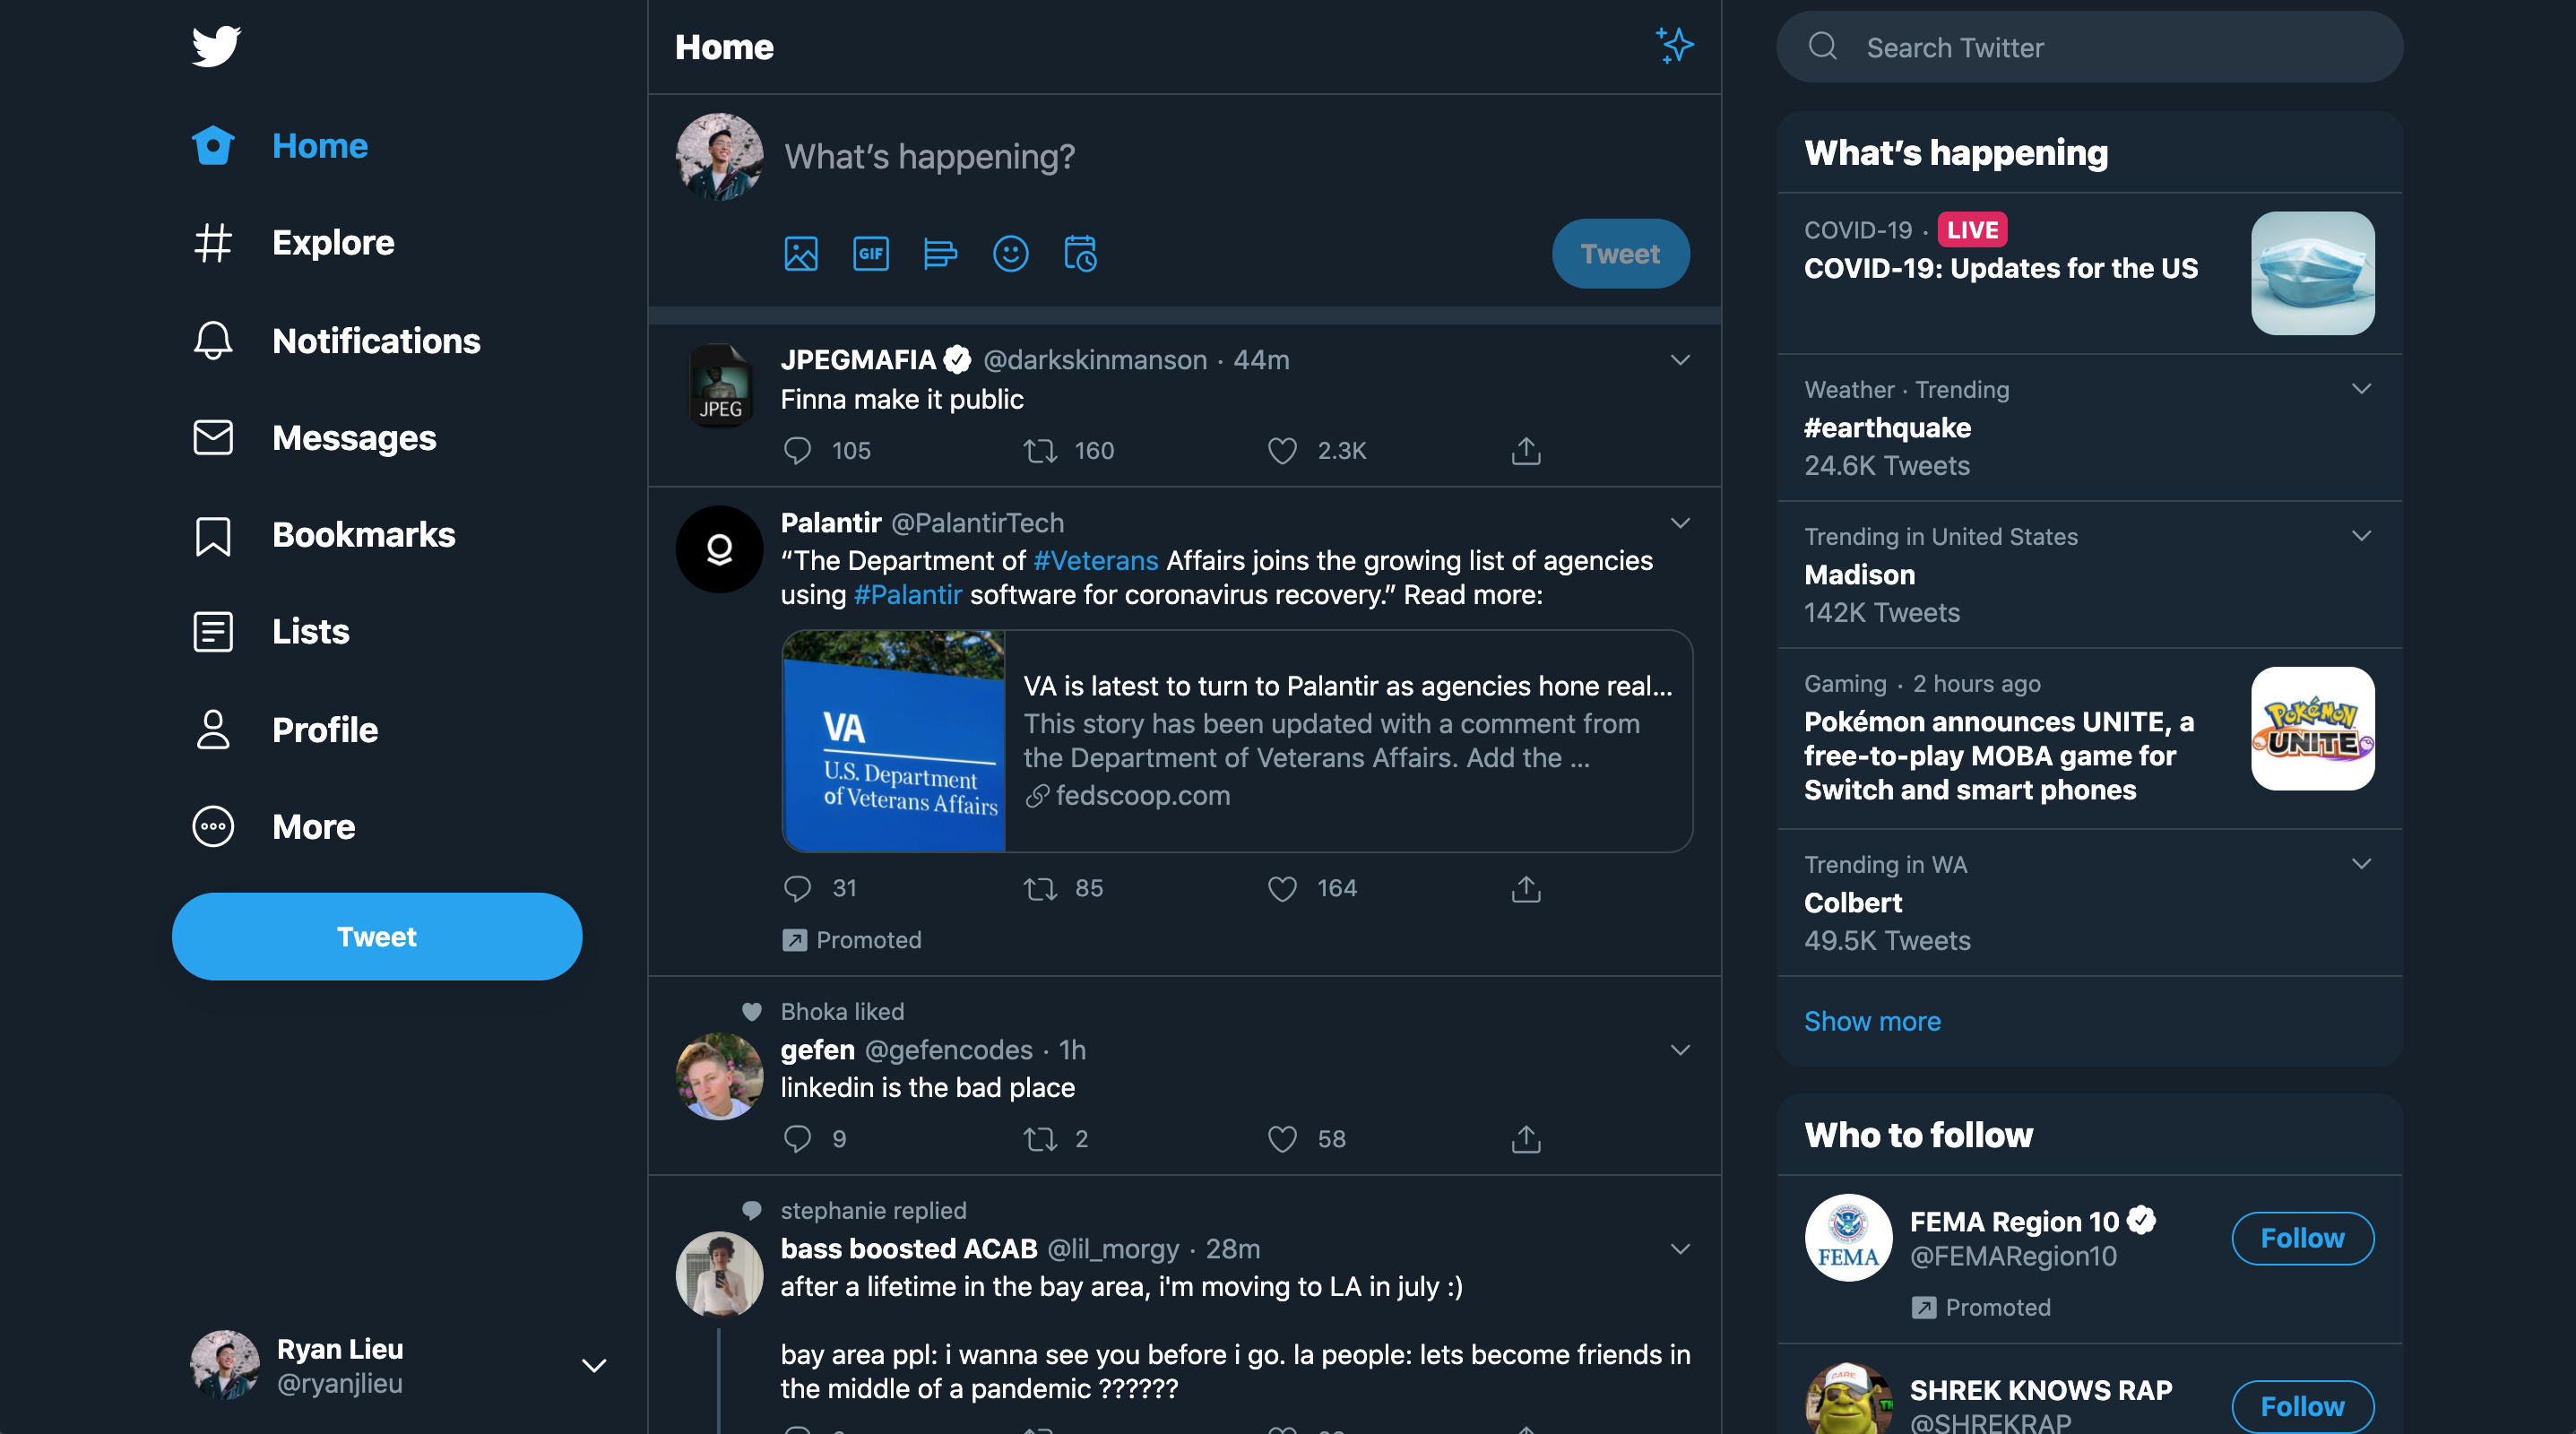 Home
Explore
Notifications
Messages
Bookmarks
Lists
Profile
More
Tweet
Ryan Lieu
@ryanjlieu
Home
What’s happening?
GIF
Tweet
JPEG
JPEGMAFIA @darkskinmanson · 44m
Finna make it public
105 160 2.3K
Palantir @PalantirTech
“The Department of #Veterans Affairs joins the growing list of agencies
using #Palantir software for coronavirus recovery.” Read more:
VA
U.S. Department
of Veterans Affairs
VA is latest to turn to Palantir as agencies hone real...
This story has been updated with a comment from
the Department of Veterans Affairs. Add the ...
fedscoop.com
31 85 164
Promoted
Bhoka liked
gefen @gefencodes · 1h
linkedin is the bad place
9 2 58
stephanie replied
bass boosted ACAB @lil_morgy · 28m
after a lifetime in the bay area, i'm moving to LA in july :)
bay area ppl: i wanna see you before i go. la people: lets become friends in
the middle of a pandemic ??????
Search Twitter
What’s happening
COVID-19 · LIVE
COVID-19: Updates for the US
Weather · Trending
#earthquake
24.6K Tweets
Trending in United States
Madison
142K Tweets
Gaming · 2 hours ago
Pokémon announces UNITE, a
free-to-play MOBA game for
Switch and smart phones
POKéMON
UNITE
Trending in WA
Colbert
49.5K Tweets
Show more
Who to follow
FEMA
FEMA Region 10
@FEMARegion10
Follow
Promoted
SHREK KNOWS RAP
@SHREKRAP
Follow